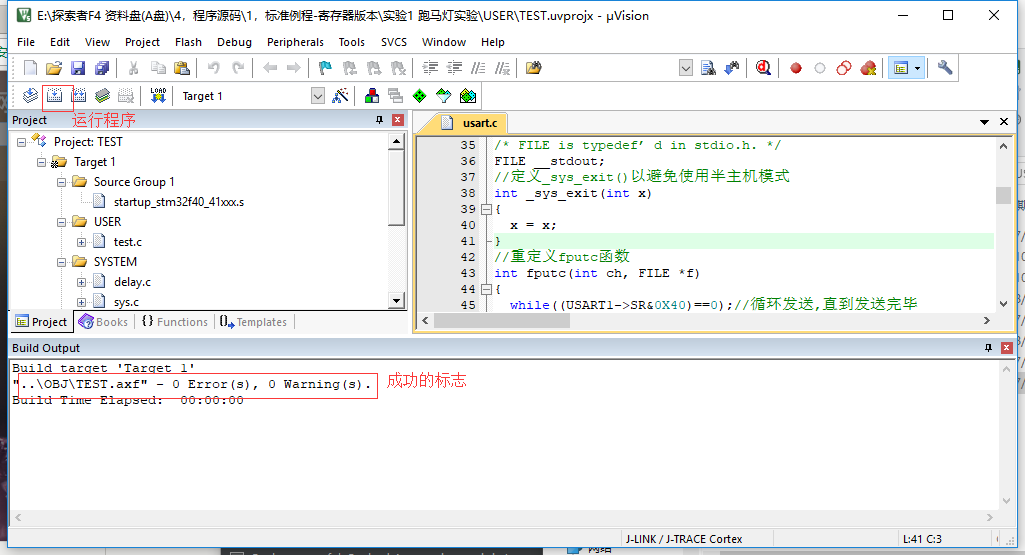 E:\探索者F4 资料盘(A盘)\4，程序源码\1，标准例程-寄存器版本\实验1 跑马灯实验\USER\TEST.uvprojx - µVision
File Edit View Project Flash Debug Peripherals Tools SVCS Window Help
LOAD
Target 1
运行程序
Project
usart.c
Project: TEST
Target 1
Source Group 1
startup_stm32f40_41xxx.s
USER
test.c
SYSTEM
delay.c
sys.c
Project Books {} Functions 0 Templates
35 /* FILE is typedef’ d in stdio.h. */
36 FILE __stdout;
37 //定义_sys_exit()以避免使用半主机模式
38 int _sys_exit(int x)
39 {
40 x = x;
41 }
42 //重定义fputc函数
43 int fputc(int ch, FILE *f)
44 {
45 while((USART1->SR&0X40)==0);//循环发送,直到发送完毕
Build Output
Build target 'Target 1'
"..\OBJ\TEST.axf" - 0 Error(s), 0 Warning(s).
成功的标志
Build Time Elapsed: 00:00:00
J-LINK / J-TRACE Cortex
L:41 C:3